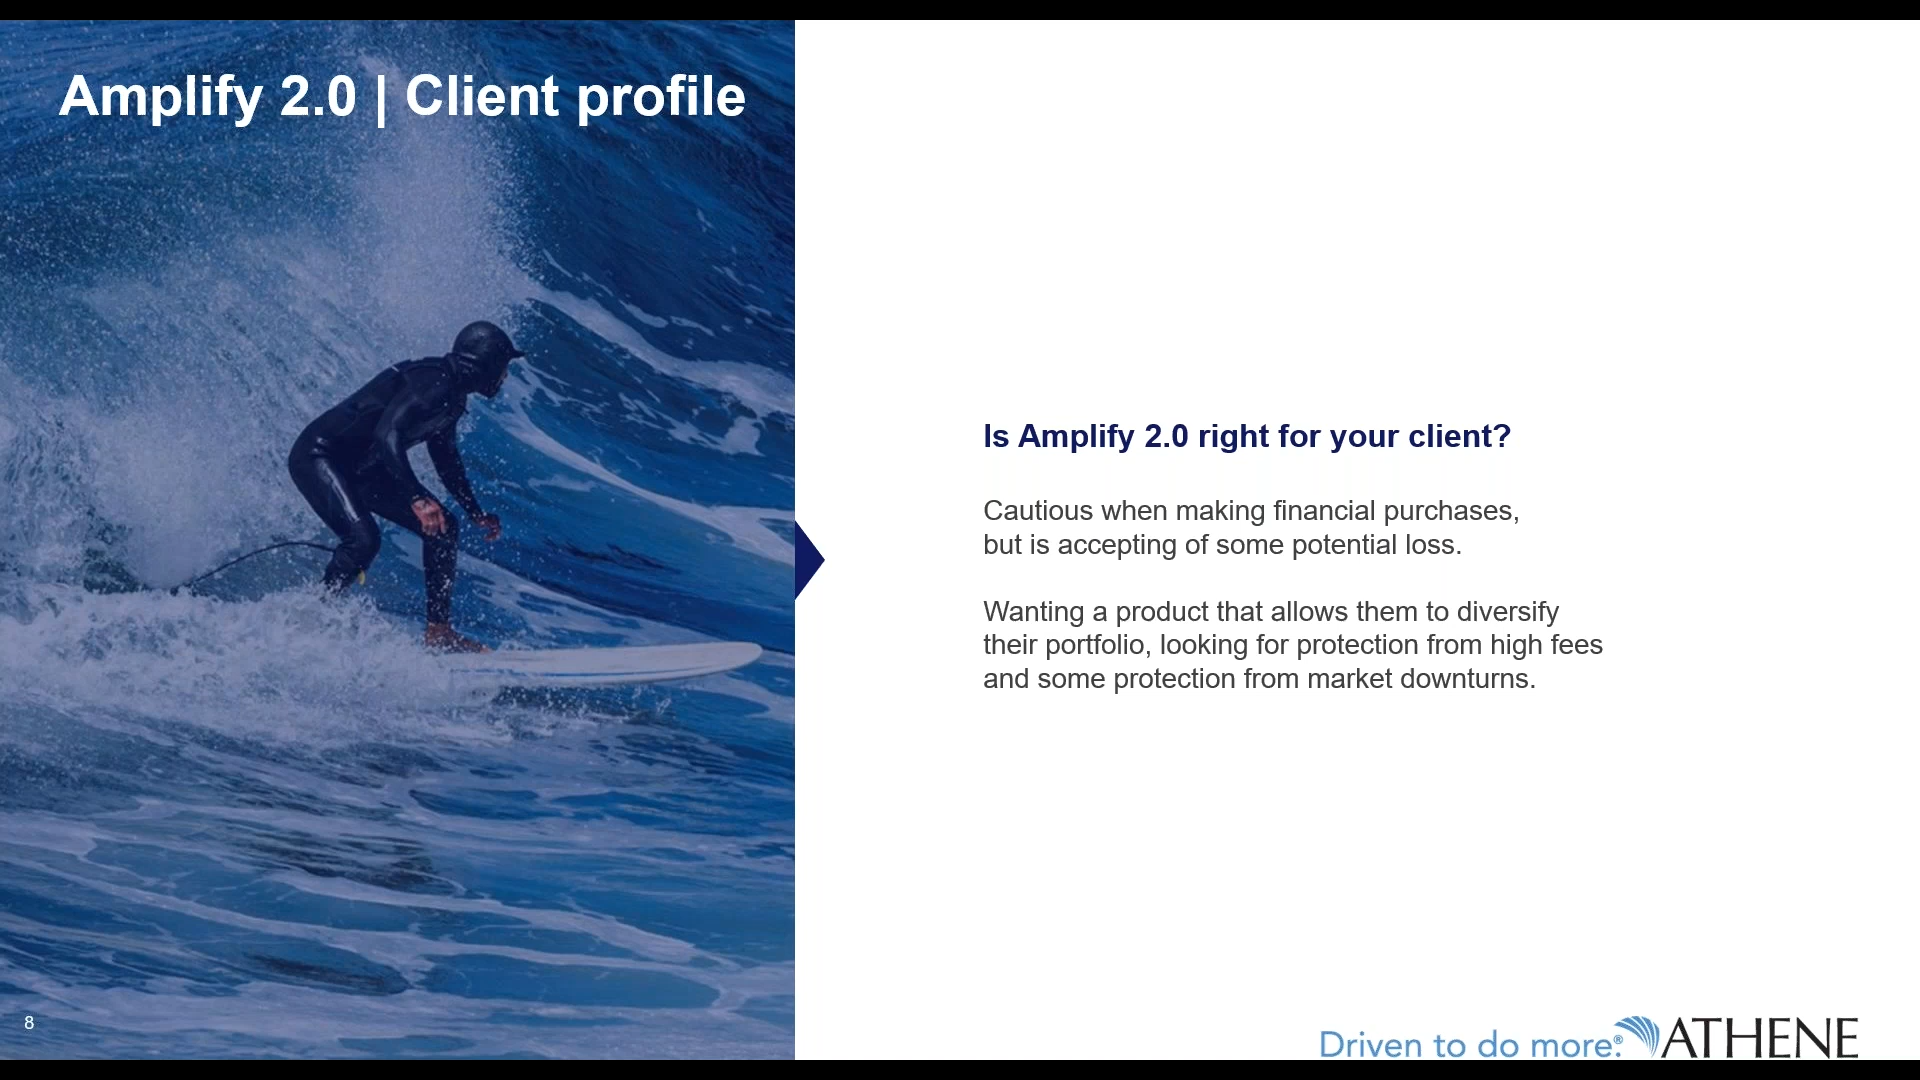 Amplify 2.0 | Client profile
Is Amplify 2.0 right for your client?
Cautious when making financial purchases,
but is accepting of some potential loss.
Wanting a product that allows them to diversify
their portfolio, looking for protection from high fees
and some protection from market downturns.
8
Driven to do more.® ATHENE